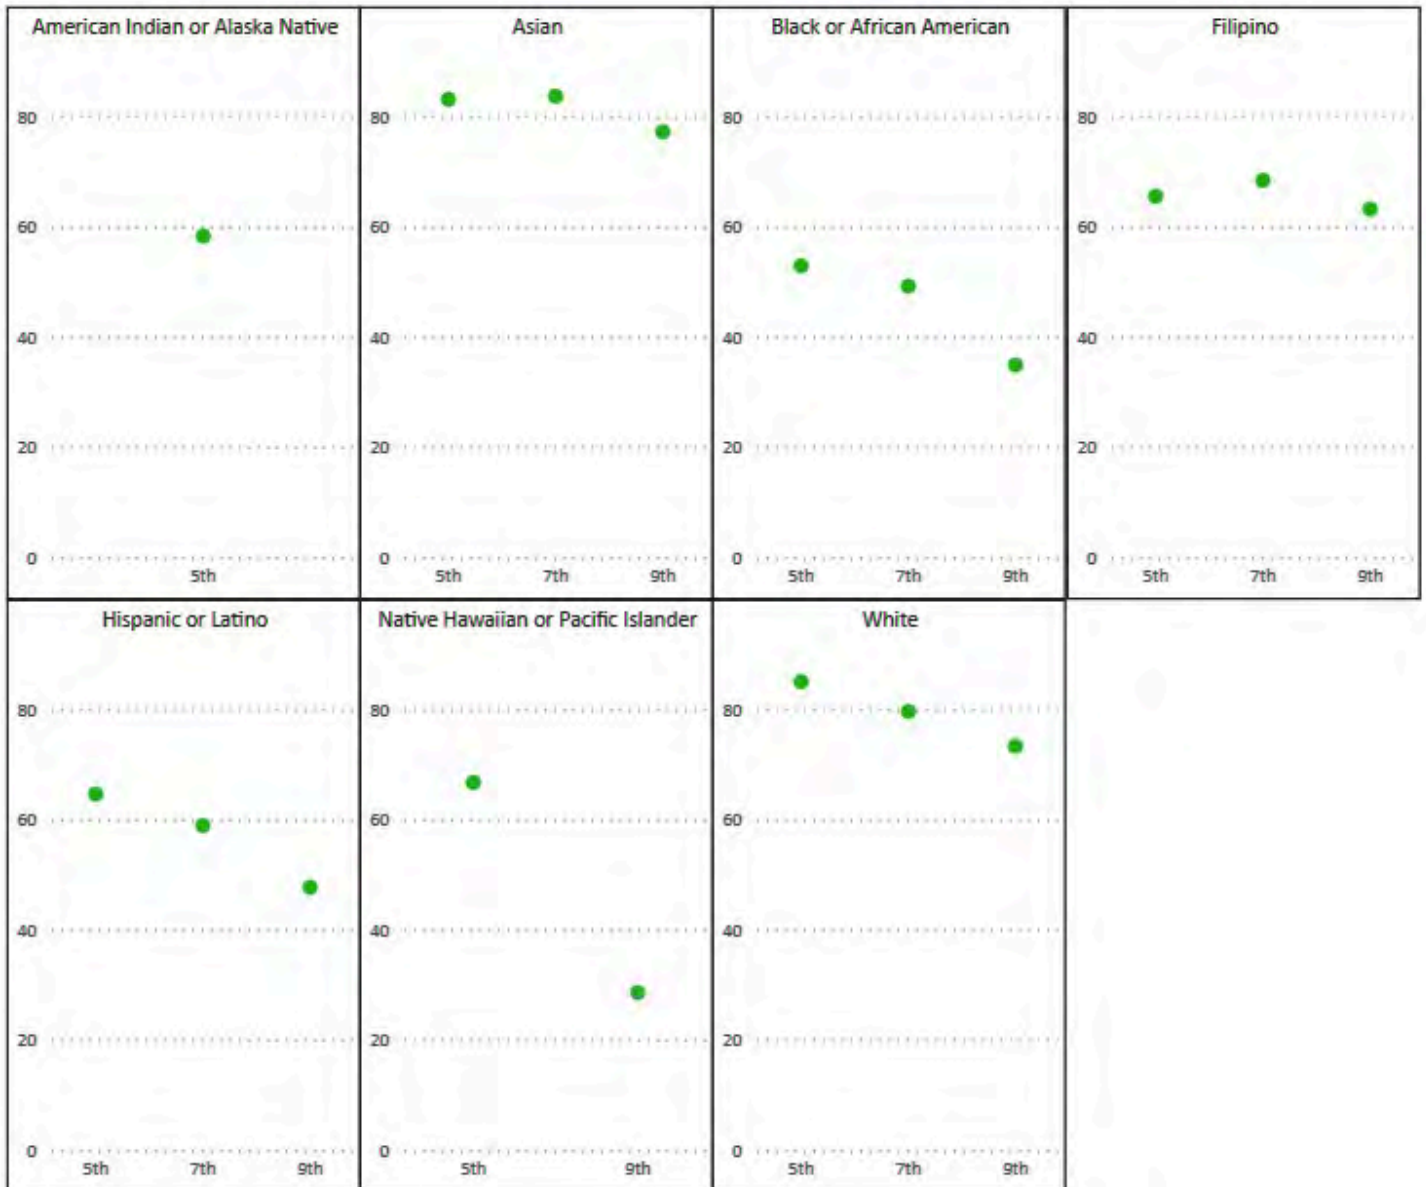 American Indian or Alaska Native
80
60
40
20
0
5th
Asian
80
60
40
20
0
5th 7th 9th
Black or African American
80
60
40
20
0
5th 7th 9th
Filipino
80
60
40
20
0
5th 7th 9th
Hispanic or Latino
80
60
40
20
0
5th 7th 9th
Native Hawaiian or Pacific Islander
80
60
40
20
0
5th 9th
White
80
60
40
20
0
5th 7th 9th